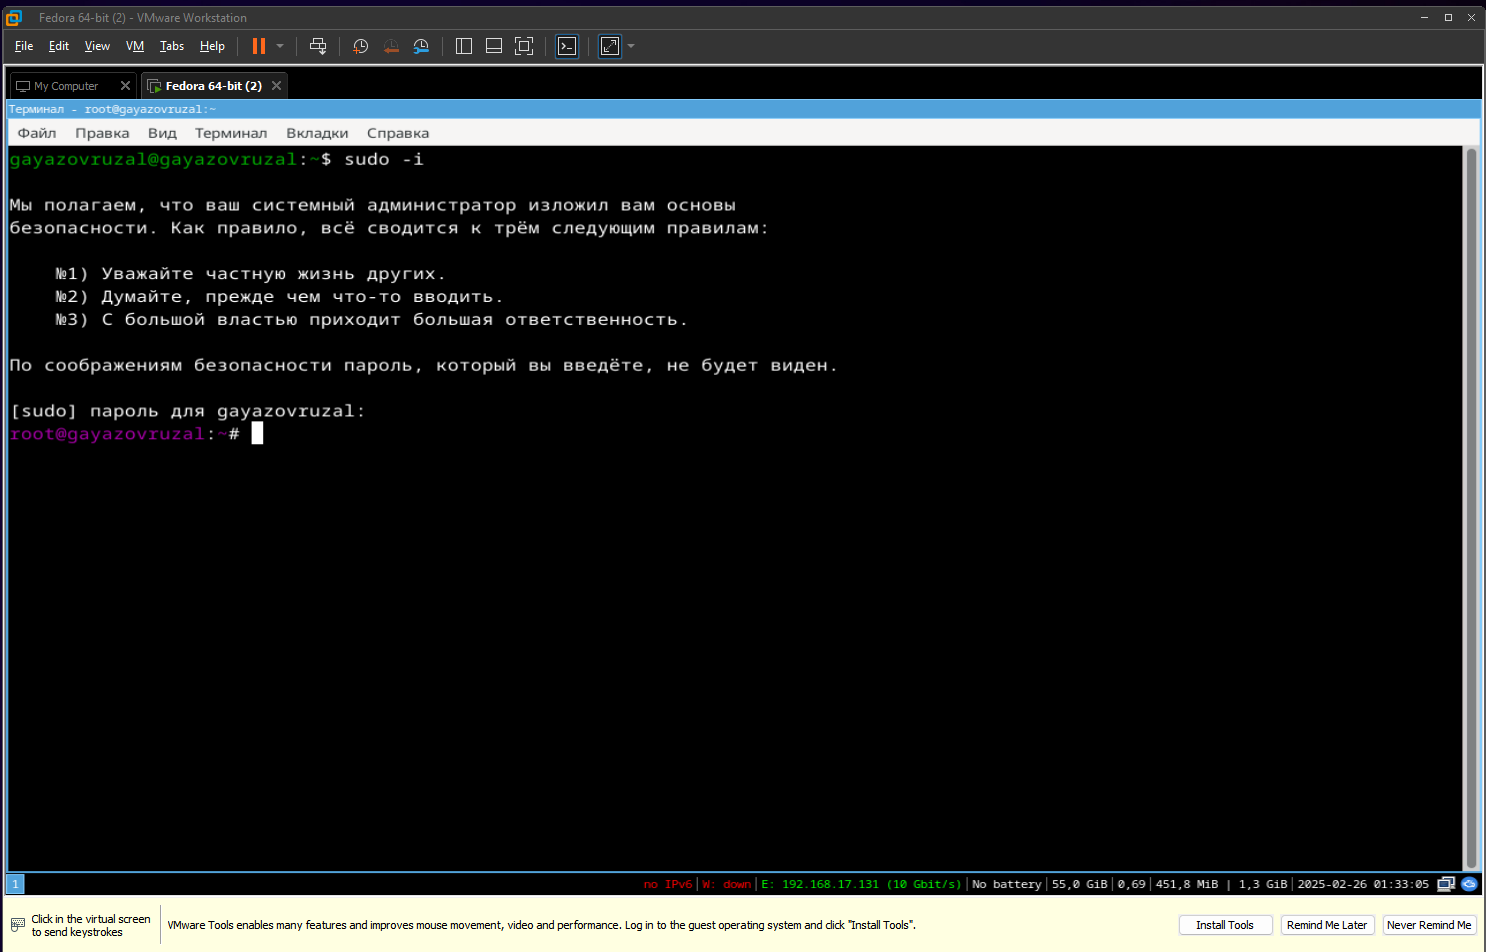 Fedora 64-bit (2) - VMware Workstation
File Edit View VM Tabs Help
My Computer Fedora 64-bit (2)
Терминал - root@gayazovruzal:~
Файл Правка Вид Терминал Вкладки Справка
gayazovruzal@gayazovruzal:~$ sudo -i
Мы полагаем, что ваш системный администратор изложил вам основы
безопасности. Как правило, всё сводится к трём следующим правилам:
№1) Уважайте частную жизнь других.
№2) Думайте, прежде чем что-то вводить.
№3) С большой властью приходит большая ответственность.
По соображениям безопасности пароль, который вы введёте, не будет виден.
[sudo] пароль для gayazovruzal:
root@gayazovruzal:~#
1 no IPv6|W: down|E: 192.168.17.131 (10 Gbit/s)|No battery|55,0 GiB|0,69|451,8 MiB | 1,3 GiB|2025-02-26 01:33:05
Click in the virtual screen
to send keystrokes
VMware Tools enables many features and improves mouse movement, video and performance. Log in to the guest operating system and click "Install Tools".
Install Tools Remind Me Later Never Remind Me